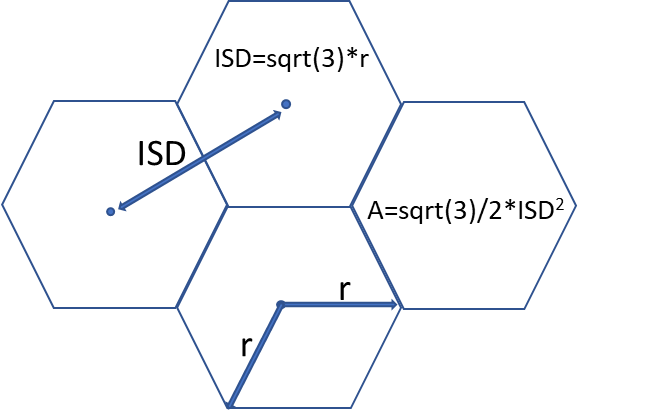 ISD=sqrt(3)*r
ISD
A=sqrt(3)/2*ISD²
r
r